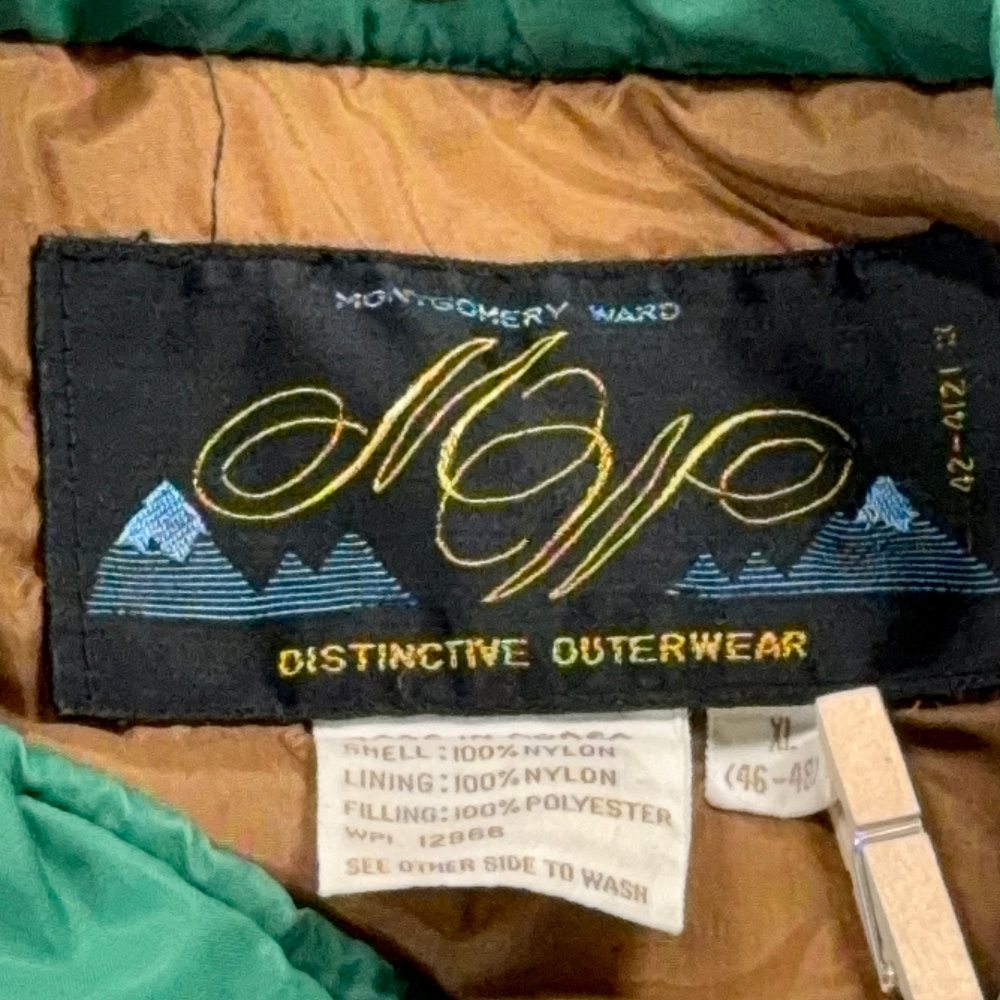 MONTGOMERY WARD
MW
DISTINCTIVE OUTERWEAR
42-4121
SHELL:100% NYLON
LINING:100% NYLON
FILLING:100% POLYESTER
WPL 12866
SEE OTHER SIDE TO WASH
XL
(46-48)